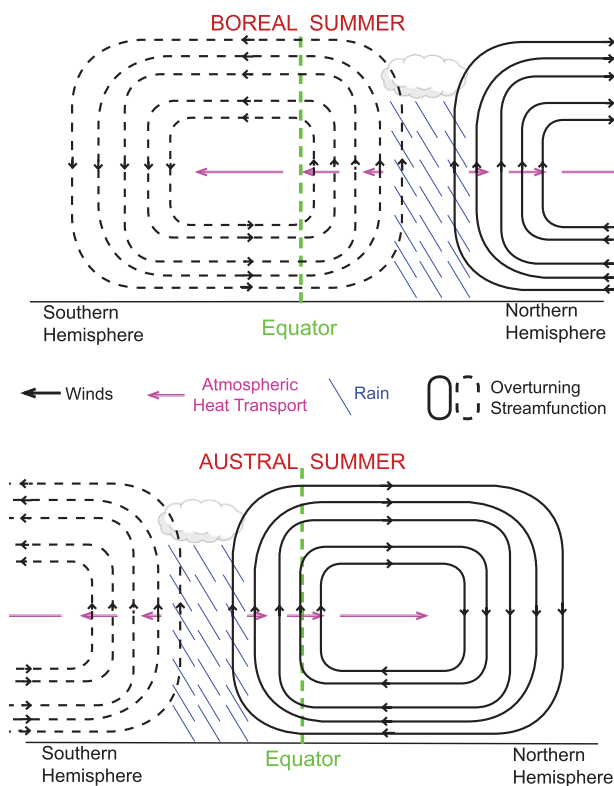 BOREAL SUMMER
Southern
Hemisphere
Equator
Northern
Hemisphere
Winds
Atmospheric
Heat Transport
Rain
Overturning
Streamfunction
AUSTRAL SUMMER
Southern
Hemisphere
Equator
Northern
Hemisphere